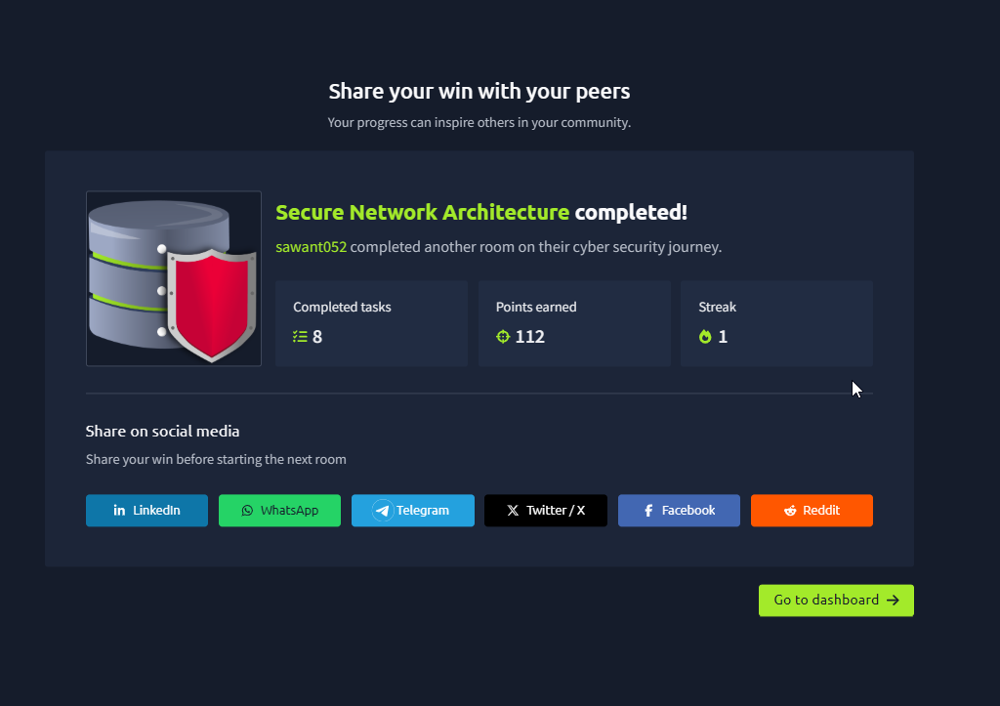 Share your win with your peers
Your progress can inspire others in your community.
Secure Network Architecture completed!
sawant052 completed another room on their cyber security journey.
Completed tasks
8
Points earned
112
Streak
1
Share on social media
Share your win before starting the next room
LinkedIn
WhatsApp
Telegram
Twitter / X
Facebook
Reddit
Go to dashboard